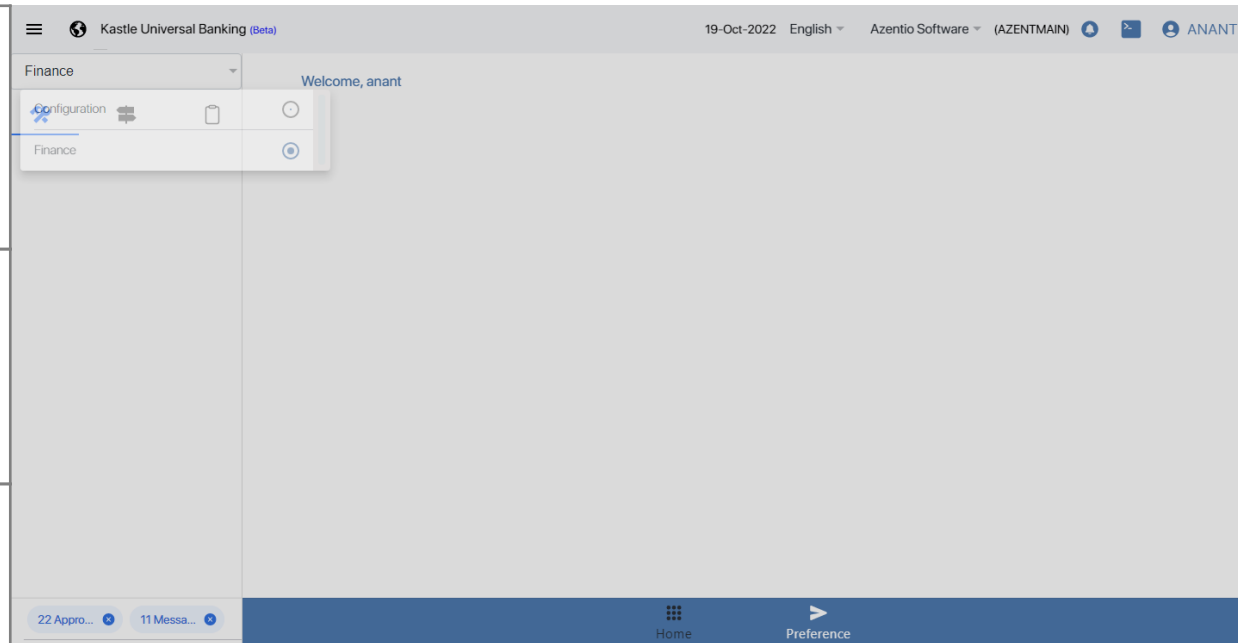 Kastle Universal Banking (Beta) 19-Oct-2022 English Azentio Software (AZENTMAIN) ANANT
Finance
Welcome, anant
Configuration
Finance
22 Appro... 11 Messa...
Home Preference